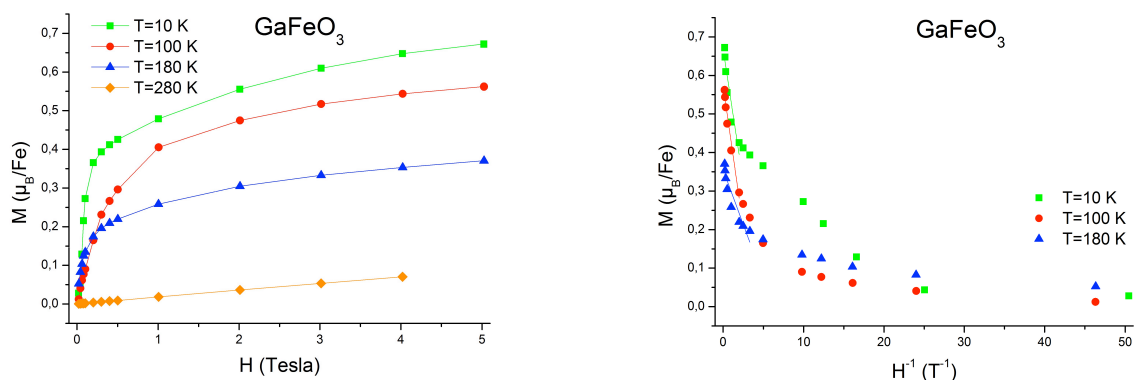 GaFeO₃
T=10 K
T=100 K
T=180 K
T=280 K
0,7
0,6
0,5
0,4
0,3
0,2
0,1
0,0
M (μ_B/Fe)
0 1 2 3 4 5
H (Tesla)
GaFeO₃
0,7
0,6
0,5
0,4
0,3
0,2
0,1
0,0
M (μ_B/Fe)
T=10 K
T=100 K
T=180 K
0 10 20 30 40 50
H⁻¹ (T⁻¹)